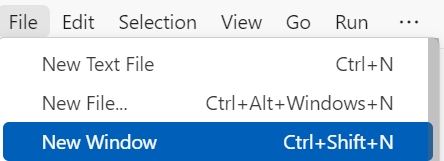 File Edit Selection View Go Run ...
New Text File Ctrl+N
New File... Ctrl+Alt+Windows+N
New Window Ctrl+Shift+N